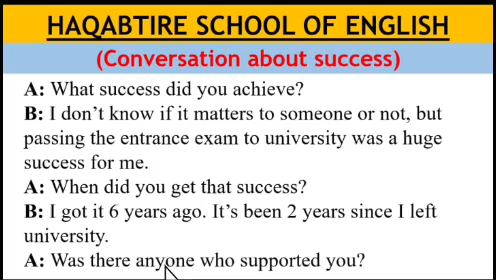 HAQABTIRE SCHOOL OF ENGLISH
(Conversation about success)
A: What success did you achieve?
B: I don’t know if it matters to someone or not, but
passing the entrance exam to university was a huge
success for me.
A: When did you get that success?
B: I got it 6 years ago. It’s been 2 years since I left
university.
A: Was there anyone who supported you?